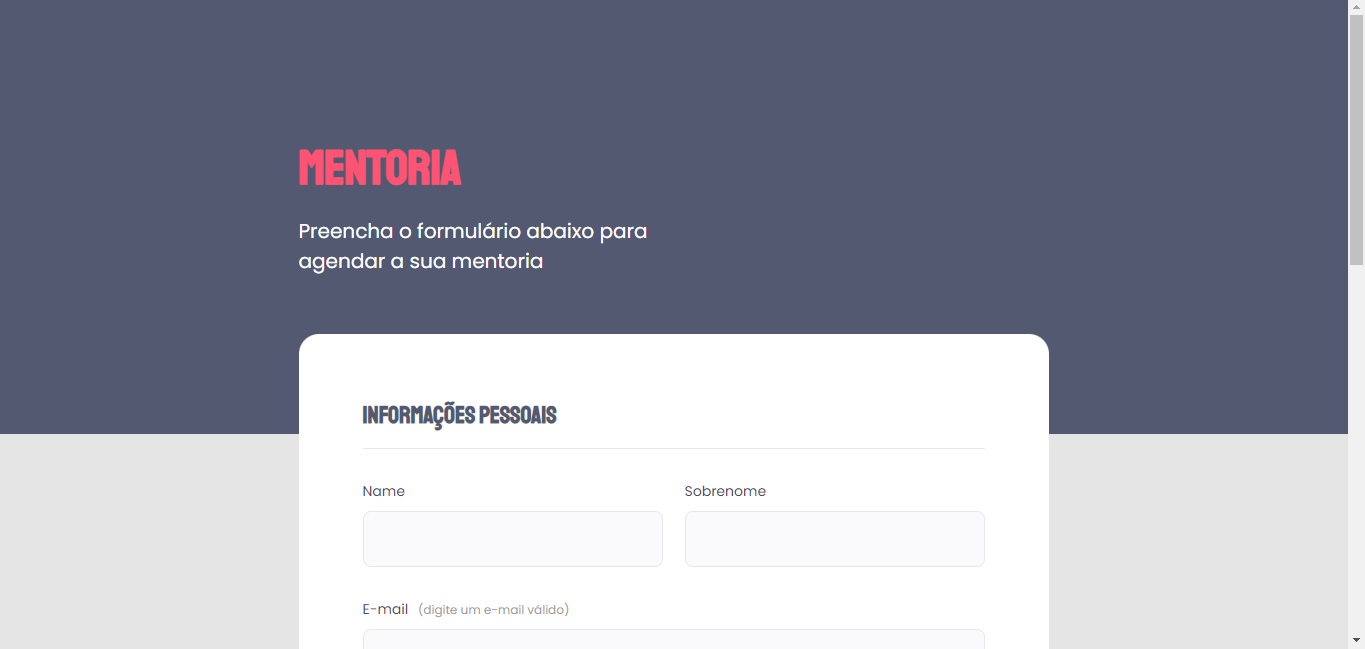 MENTORIA
Preencha o formulário abaixo para
agendar a sua mentoria
INFORMAÇÕES PESSOAIS
Name
Sobrenome
E-mail (digite um e-mail válido)